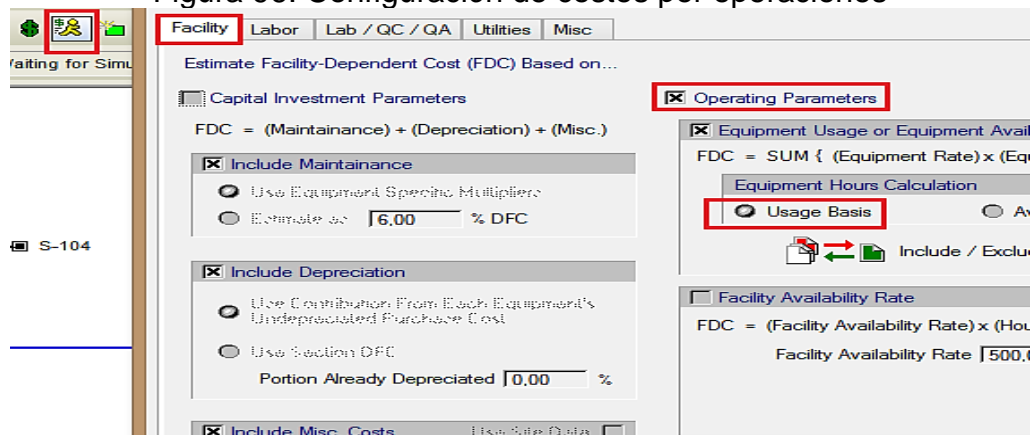 Figura 90. Configuración de costos por operaciones
Facility Labor Lab / QC / QA Utilities Misc
Estimate Facility-Dependent Cost (FDC) Based on...
Capital Investment Parameters
FDC = (Maintainance) + (Depreciation) + (Misc.)
Include Maintainance
Use Equipment Specific Multipliers
Estimate as 6.00 % DFC
Include Depreciation
Use Contribution From Each Equipment's
Undepreciated Purchase Cost
Use Section DFC
Portion Already Depreciated 0.00 %
Include Misc. Costs Use Site Data
Operating Parameters
Equipment Usage or Equipment Avail
FDC = SUM { (Equipment Rate) x (Equ
Equipment Hours Calculation
Usage Basis Av
Include / Exclu
Facility Availability Rate
FDC = (Facility Availability Rate) x (Hou
Facility Availability Rate 500.0
aiting for Simu
S-104